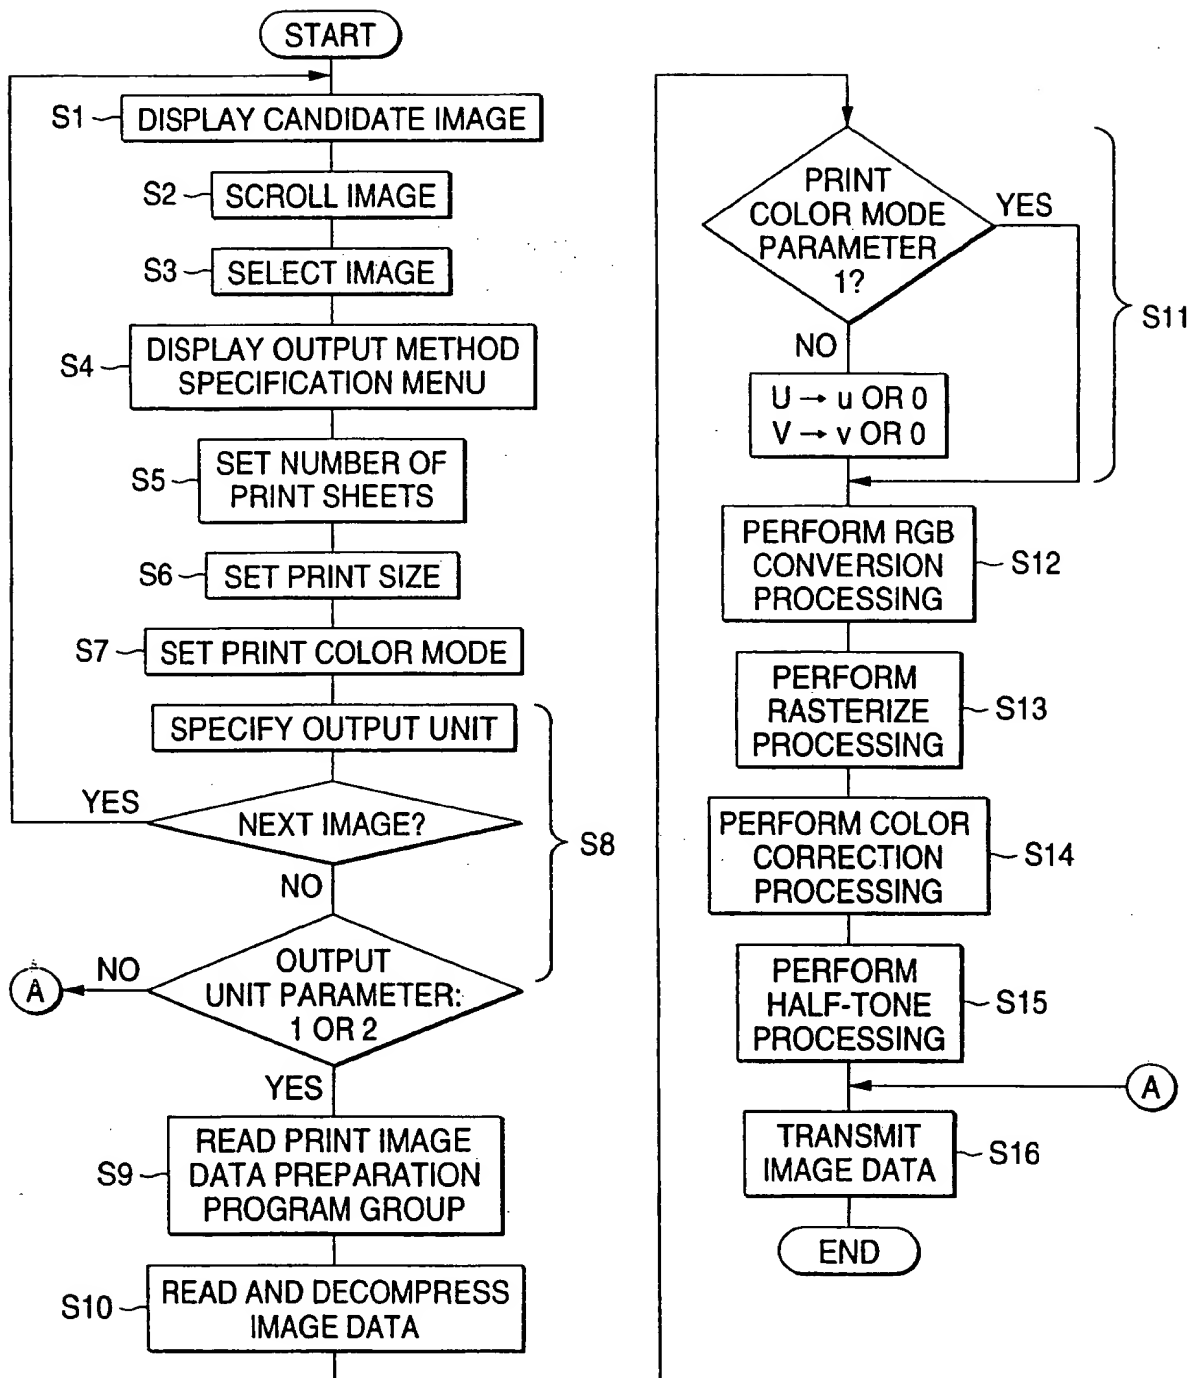 START
S1
DISPLAY CANDIDATE IMAGE
S2
SCROLL IMAGE
S3
SELECT IMAGE
S4
DISPLAY OUTPUT METHOD
SPECIFICATION MENU
S5
SET NUMBER OF
PRINT SHEETS
S6
SET PRINT SIZE
S7
SET PRINT COLOR MODE
SPECIFY OUTPUT UNIT
YES
NEXT IMAGE?
S8
NO
OUTPUT
UNIT PARAMETER:
1 OR 2
NO
A
YES
S9
READ PRINT IMAGE
DATA PREPARATION
PROGRAM GROUP
S10
READ AND DECOMPRESS
IMAGE DATA
PRINT
COLOR MODE
PARAMETER
1?
YES
S11
NO
U → u OR 0
V → v OR 0
PERFORM RGB
CONVERSION
PROCESSING
S12
PERFORM
RASTERIZE
PROCESSING
S13
PERFORM COLOR
CORRECTION
PROCESSING
S14
PERFORM
HALF-TONE
PROCESSING
S15
A
TRANSMIT
IMAGE DATA
S16
END